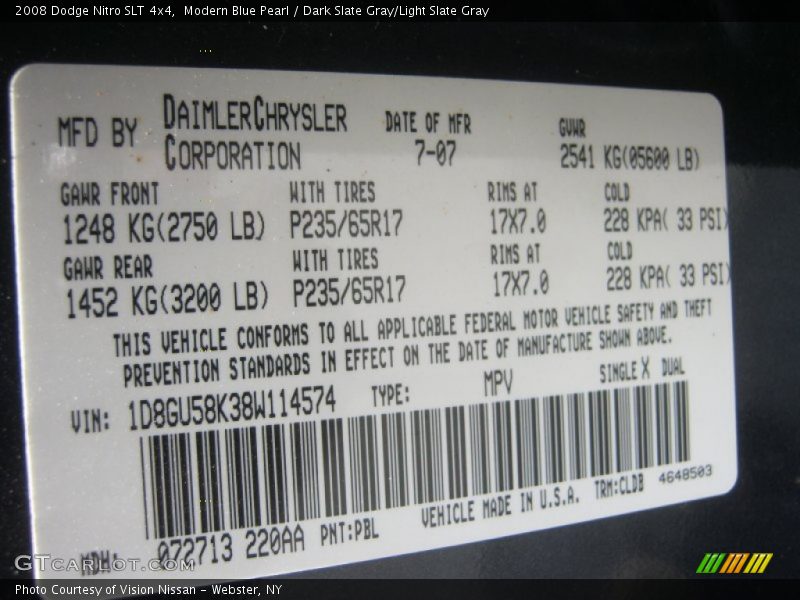 2008 Dodge Nitro SLT 4x4, Modern Blue Pearl / Dark Slate Gray/Light Slate Gray
MFD BY DAIMLERCHRYSLER CORPORATION DATE OF MFR 7-07 GVWR 2541 KG(05600 LB)
GAWR FRONT WITH TIRES RIMS AT COLD
1248 KG(2750 LB) P235/65R17 17X7.0 228 KPA( 33 PSI)
GAWR REAR WITH TIRES RIMS AT COLD
1452 KG(3200 LB) P235/65R17 17X7.0 228 KPA( 33 PSI)
THIS VEHICLE CONFORMS TO ALL APPLICABLE FEDERAL MOTOR VEHICLE SAFETY AND THEFT
PREVENTION STANDARDS IN EFFECT ON THE DATE OF MANUFACTURE SHOWN ABOVE.
VIN: 1D8GU58K38W114574 TYPE: MPV SINGLE X DUAL
MDH: 072713 220AA PNT:PBL VEHICLE MADE IN U.S.A. TRM:CLDB 4648503
GTcarlot.com
Photo Courtesy of Vision Nissan - Webster, NY